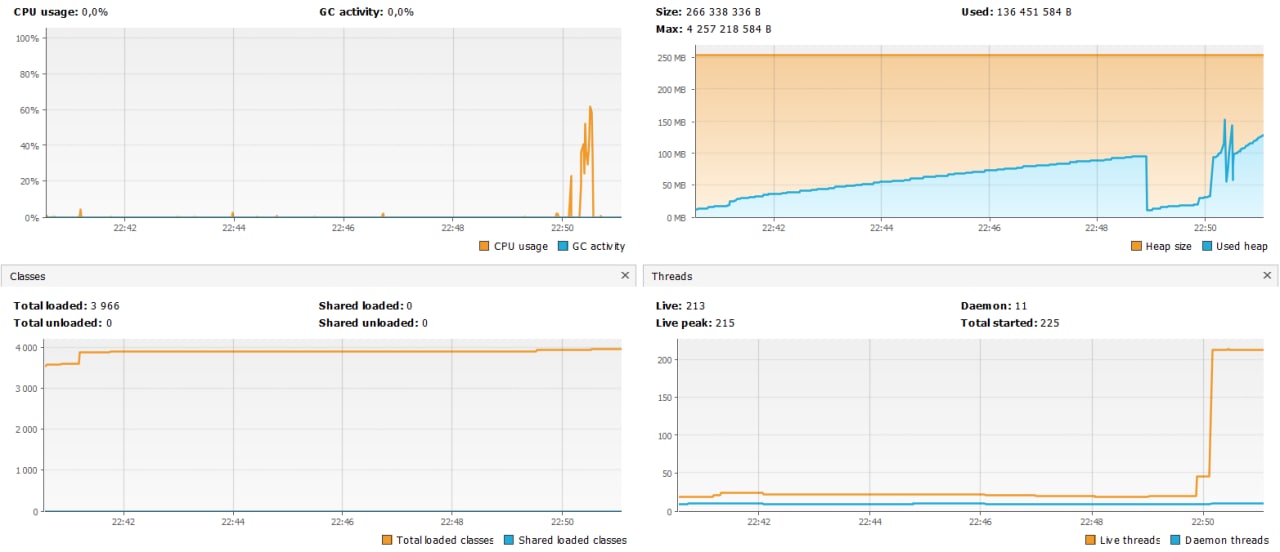 CPU usage: 0,0% GC activity: 0,0%
100%
80%
60%
40%
20%
0%
22:42 22:44 22:46 22:48 22:50
CPU usage GC activity
Size: 266 338 336 B Used: 136 451 584 B
Max: 4 257 218 584 B
250 MB
200 MB
150 MB
100 MB
50 MB
0 MB
22:42 22:44 22:46 22:48 22:50
Heap size Used heap
Classes ×
Total loaded: 3 966 Shared loaded: 0
Total unloaded: 0 Shared unloaded: 0
4 000
3 000
2 000
1 000
0
22:42 22:44 22:46 22:48 22:50
Total loaded classes Shared loaded classes
Threads ×
Live: 213 Daemon: 11
Live peak: 215 Total started: 225
200
150
100
50
0
22:42 22:44 22:46 22:48 22:50
Live threads Daemon threads